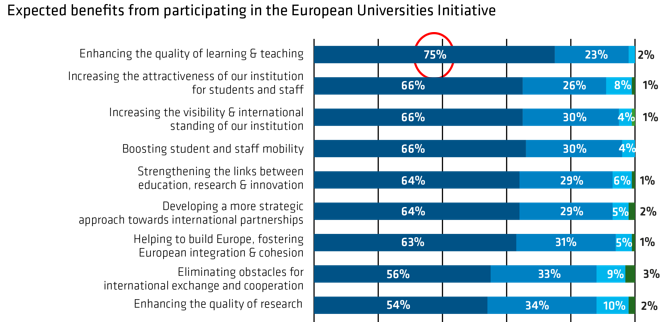 Expected benefits from participating in the European Universities Initiative
Enhancing the quality of learning & teaching 75% 23% 2%
Increasing the attractiveness of our institution
for students and staff 66% 26% 8% 1%
Increasing the visibility & international
standing of our institution 66% 30% 4% 1%
Boosting student and staff mobility 66% 30% 4%
Strengthening the links between
education, research & innovation 64% 29% 6% 1%
Developing a more strategic
approach towards international partnerships 64% 29% 5% 2%
Helping to build Europe, fostering
European integration & cohesion 63% 31% 5% 1%
Eliminating obstacles for
international exchange and cooperation 56% 33% 9% 3%
Enhancing the quality of research 54% 34% 10% 2%